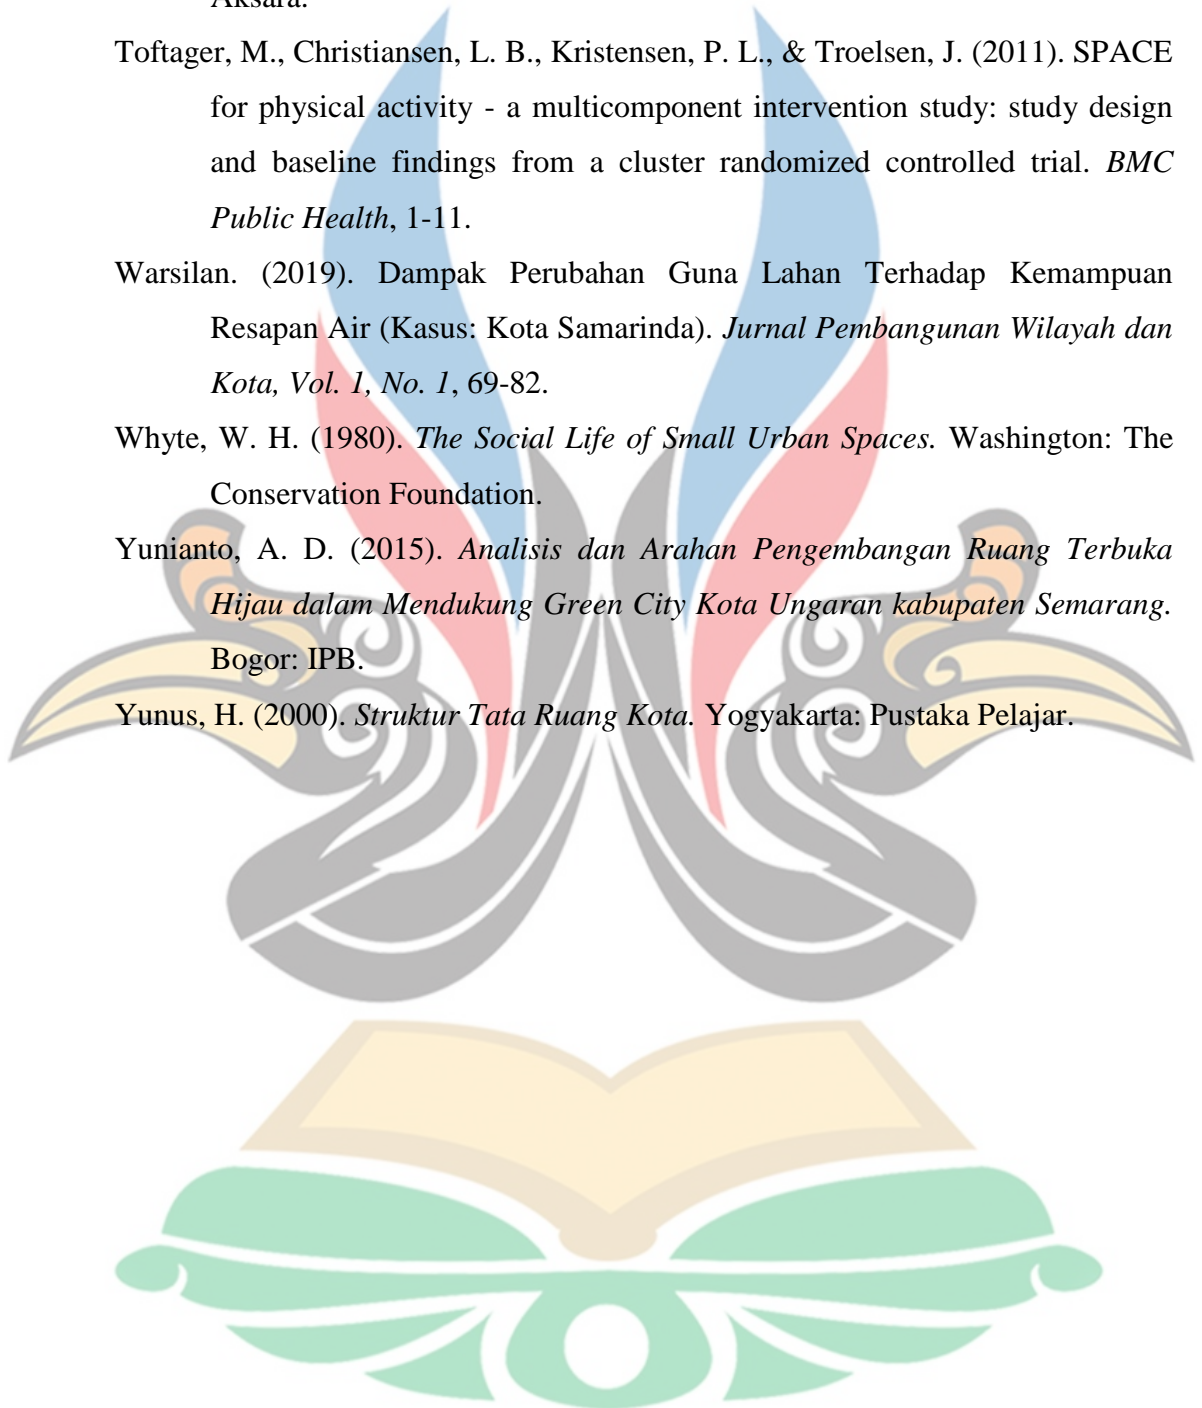 Aksara.
Toftager, M., Christiansen, L. B., Kristensen, P. L., & Troelsen, J. (2011). SPACE
for physical activity - a multicomponent intervention study: study design
and baseline findings from a cluster randomized controlled trial. BMC
Public Health, 1-11.
Warsilan. (2019). Dampak Perubahan Guna Lahan Terhadap Kemampuan
Resapan Air (Kasus: Kota Samarinda). Jurnal Pembangunan Wilayah dan
Kota, Vol. 1, No. 1, 69-82.
Whyte, W. H. (1980). The Social Life of Small Urban Spaces. Washington: The
Conservation Foundation.
Yunianto, A. D. (2015). Analisis dan Arahan Pengembangan Ruang Terbuka
Hijau dalam Mendukung Green City Kota Ungaran kabupaten Semarang.
Bogor: IPB.
Yunus, H. (2000). Struktur Tata Ruang Kota. Yogyakarta: Pustaka Pelajar.